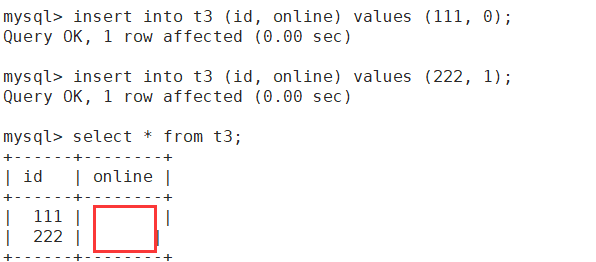 mysql> insert into t3 (id, online) values (111, 0);
Query OK, 1 row affected (0.00 sec)
mysql> insert into t3 (id, online) values (222, 1);
Query OK, 1 row affected (0.00 sec)
mysql> select * from t3;
+------+--------+
| id   | online |
+------+--------+
|  111 |        |
|  222 |       |
+------+--------+